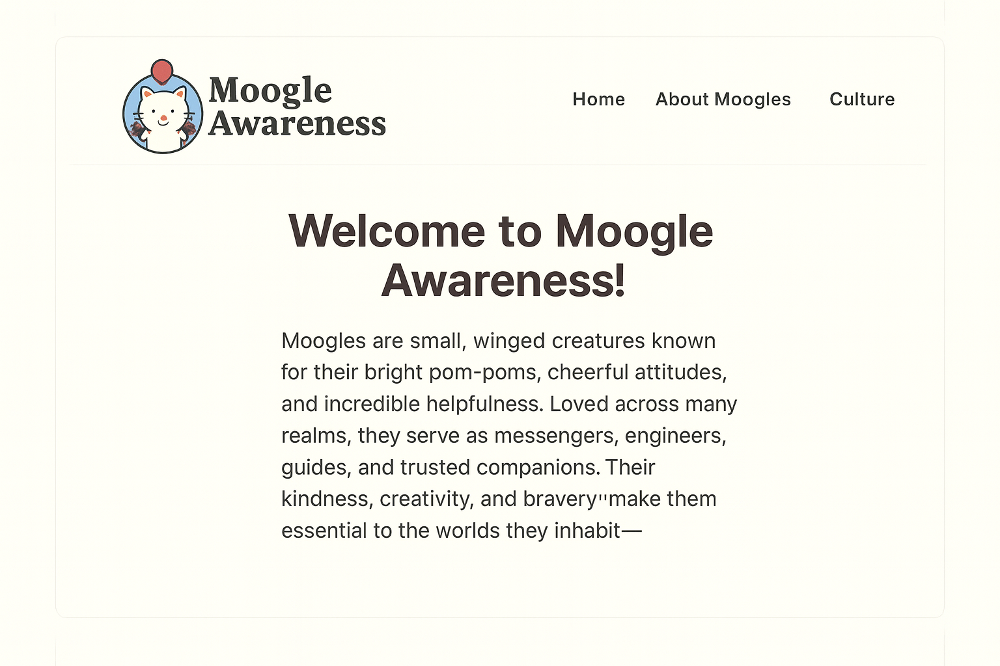 Moogle
Awareness
Home About Moogles Culture
Welcome to Moogle
Awareness!
Moogles are small, winged creatures known
for their bright pom-poms, cheerful attitudes,
and incredible helpfulness. Loved across many
realms, they serve as messengers, engineers,
guides, and trusted companions. Their
kindness, creativity, and bravery"make them
essential to the worlds they inhabit—